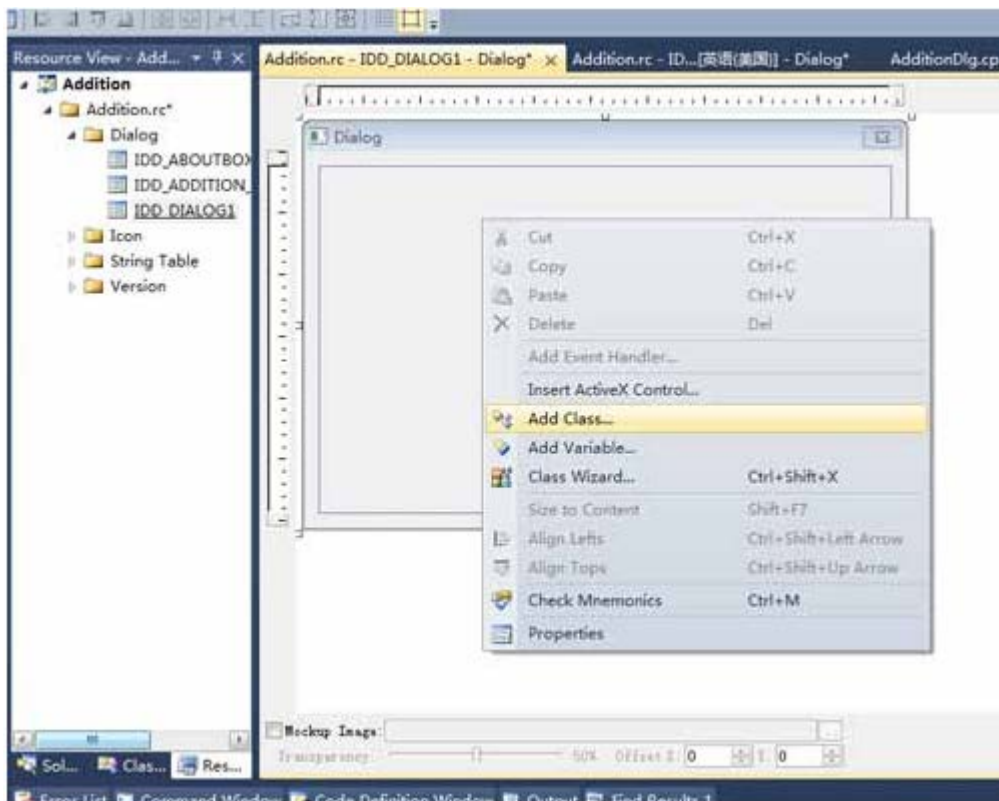 Resource View - Add...
Addition.rc - IDD_DIALOG1 - Dialog*
Addition.rc - ID...[英语(美国)] - Dialog*
AdditionDlg.cp
Addition
Addition.rc*
Dialog
IDD_ABOUTBOX
IDD_ADDITION_
IDD_DIALOG1
Icon
String Table
Version
Dialog
Cut Ctrl+X
Copy Ctrl+C
Paste Ctrl+V
Delete Del
Add Event Handler...
Insert ActiveX Control...
Add Class...
Add Variable...
Class Wizard... Ctrl+Shift+X
Size to Content Shift+F7
Align Lefts Ctrl+Shift+Left Arrow
Align Tops Ctrl+Shift+Up Arrow
Check Mnemonics Ctrl+M
Properties
Mockup Image: ...
Transparency: 50% Offset X: 0 Y: 0
Sol... Clas... Res...
Error List Command Window Code Definition Window Output Find Results 1